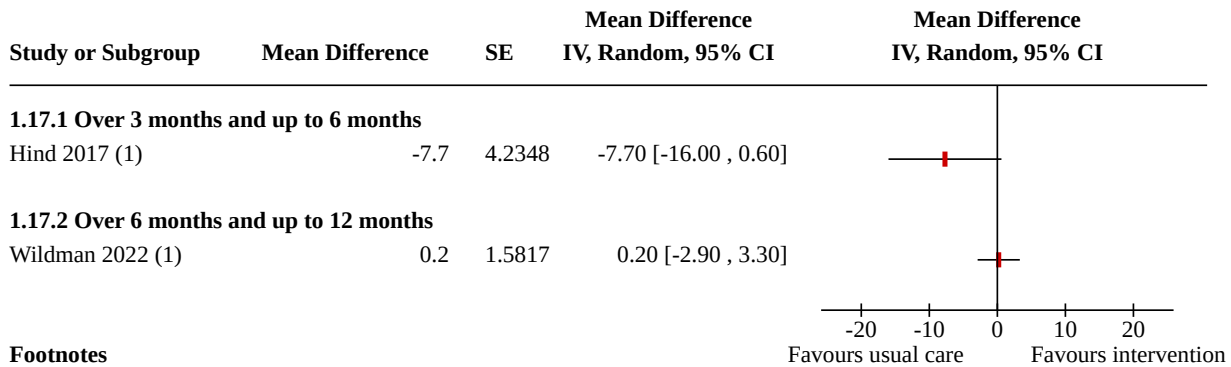 Mean Difference Mean Difference
Study or Subgroup Mean Difference SE IV, Random, 95% CI IV, Random, 95% CI
1.17.1 Over 3 months and up to 6 months
Hind 2017 (1) -7.7 4.2348 -7.70 [-16.00 , 0.60]
1.17.2 Over 6 months and up to 12 months
Wildman 2022 (1) 0.2 1.5817 0.20 [-2.90 , 3.30]
-20 -10 0 10 20
Footnotes Favours usual care Favours intervention